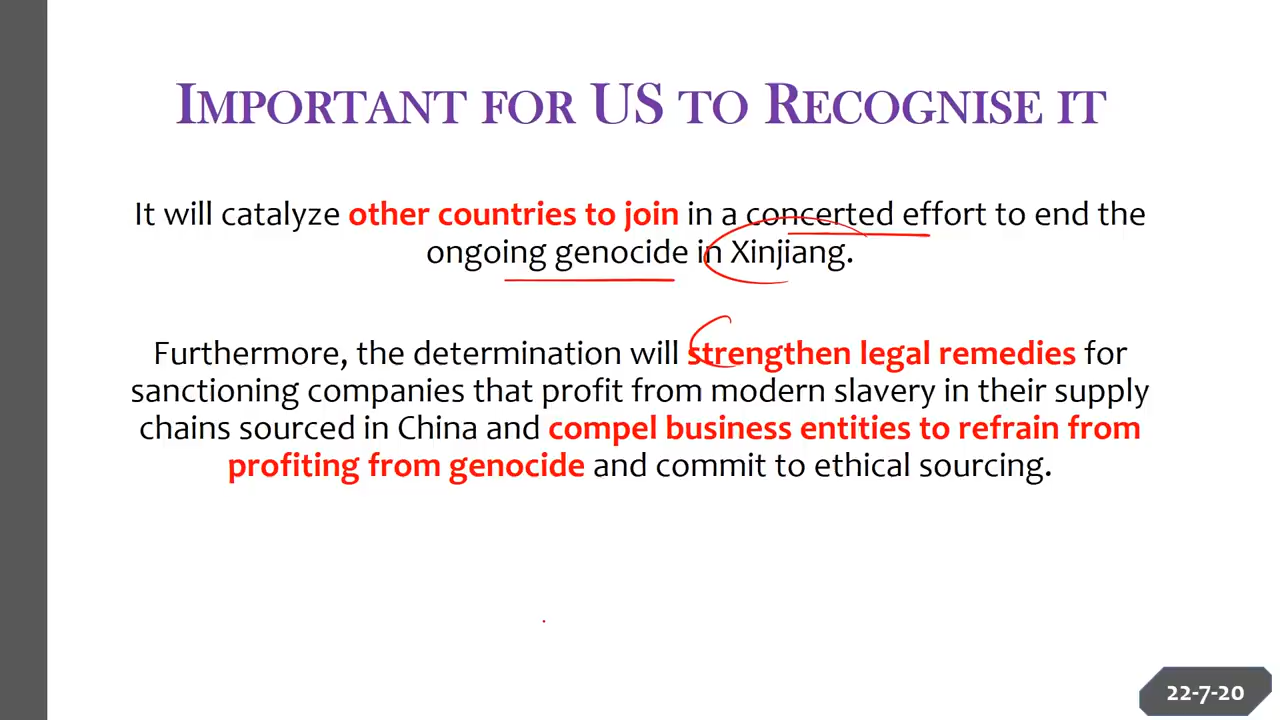 IMPORTANT FOR US TO RECOGNISE IT
It will catalyze other countries to join in a concerted effort to end the
ongoing genocide in Xinjiang.
Furthermore, the determination will strengthen legal remedies for
sanctioning companies that profit from modern slavery in their supply
chains sourced in China and compel business entities to refrain from
profiting from genocide and commit to ethical sourcing.
22-7-20